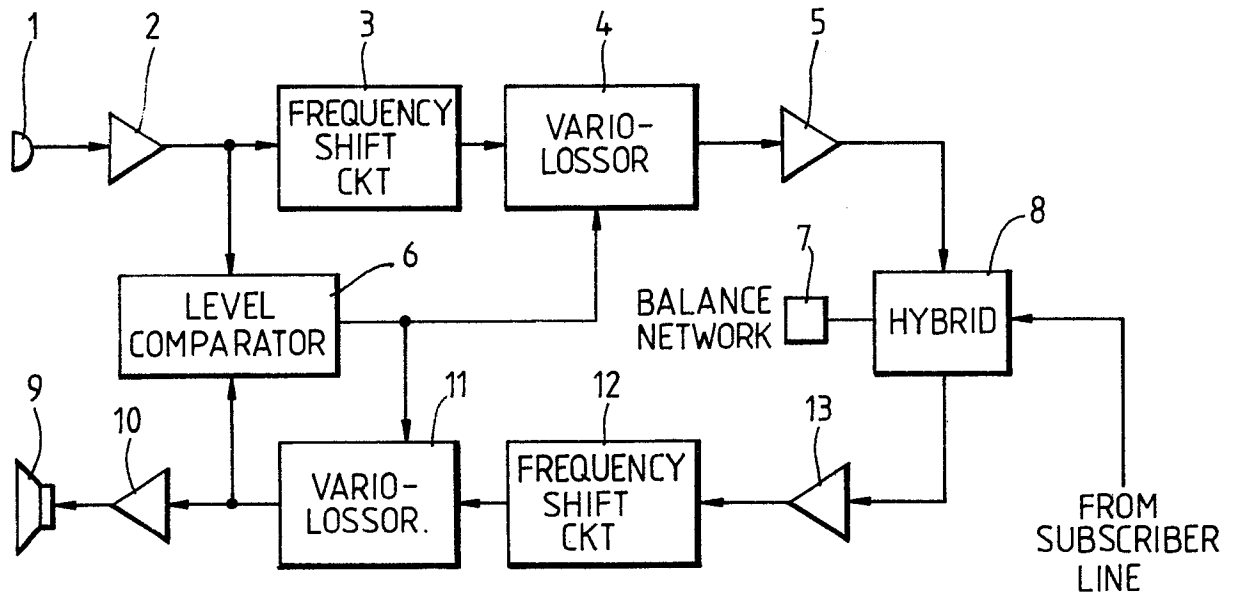 1
2
3
4
5
FREQUENCY
SHIFT
CKT
VARIO-
LOSSOR
6
7
8
LEVEL
COMPARATOR
BALANCE
NETWORK
HYBRID
9
10
11
12
13
VARIO-
LOSSOR.
FREQUENCY
SHIFT
CKT
FROM
SUBSCRIBER
LINE